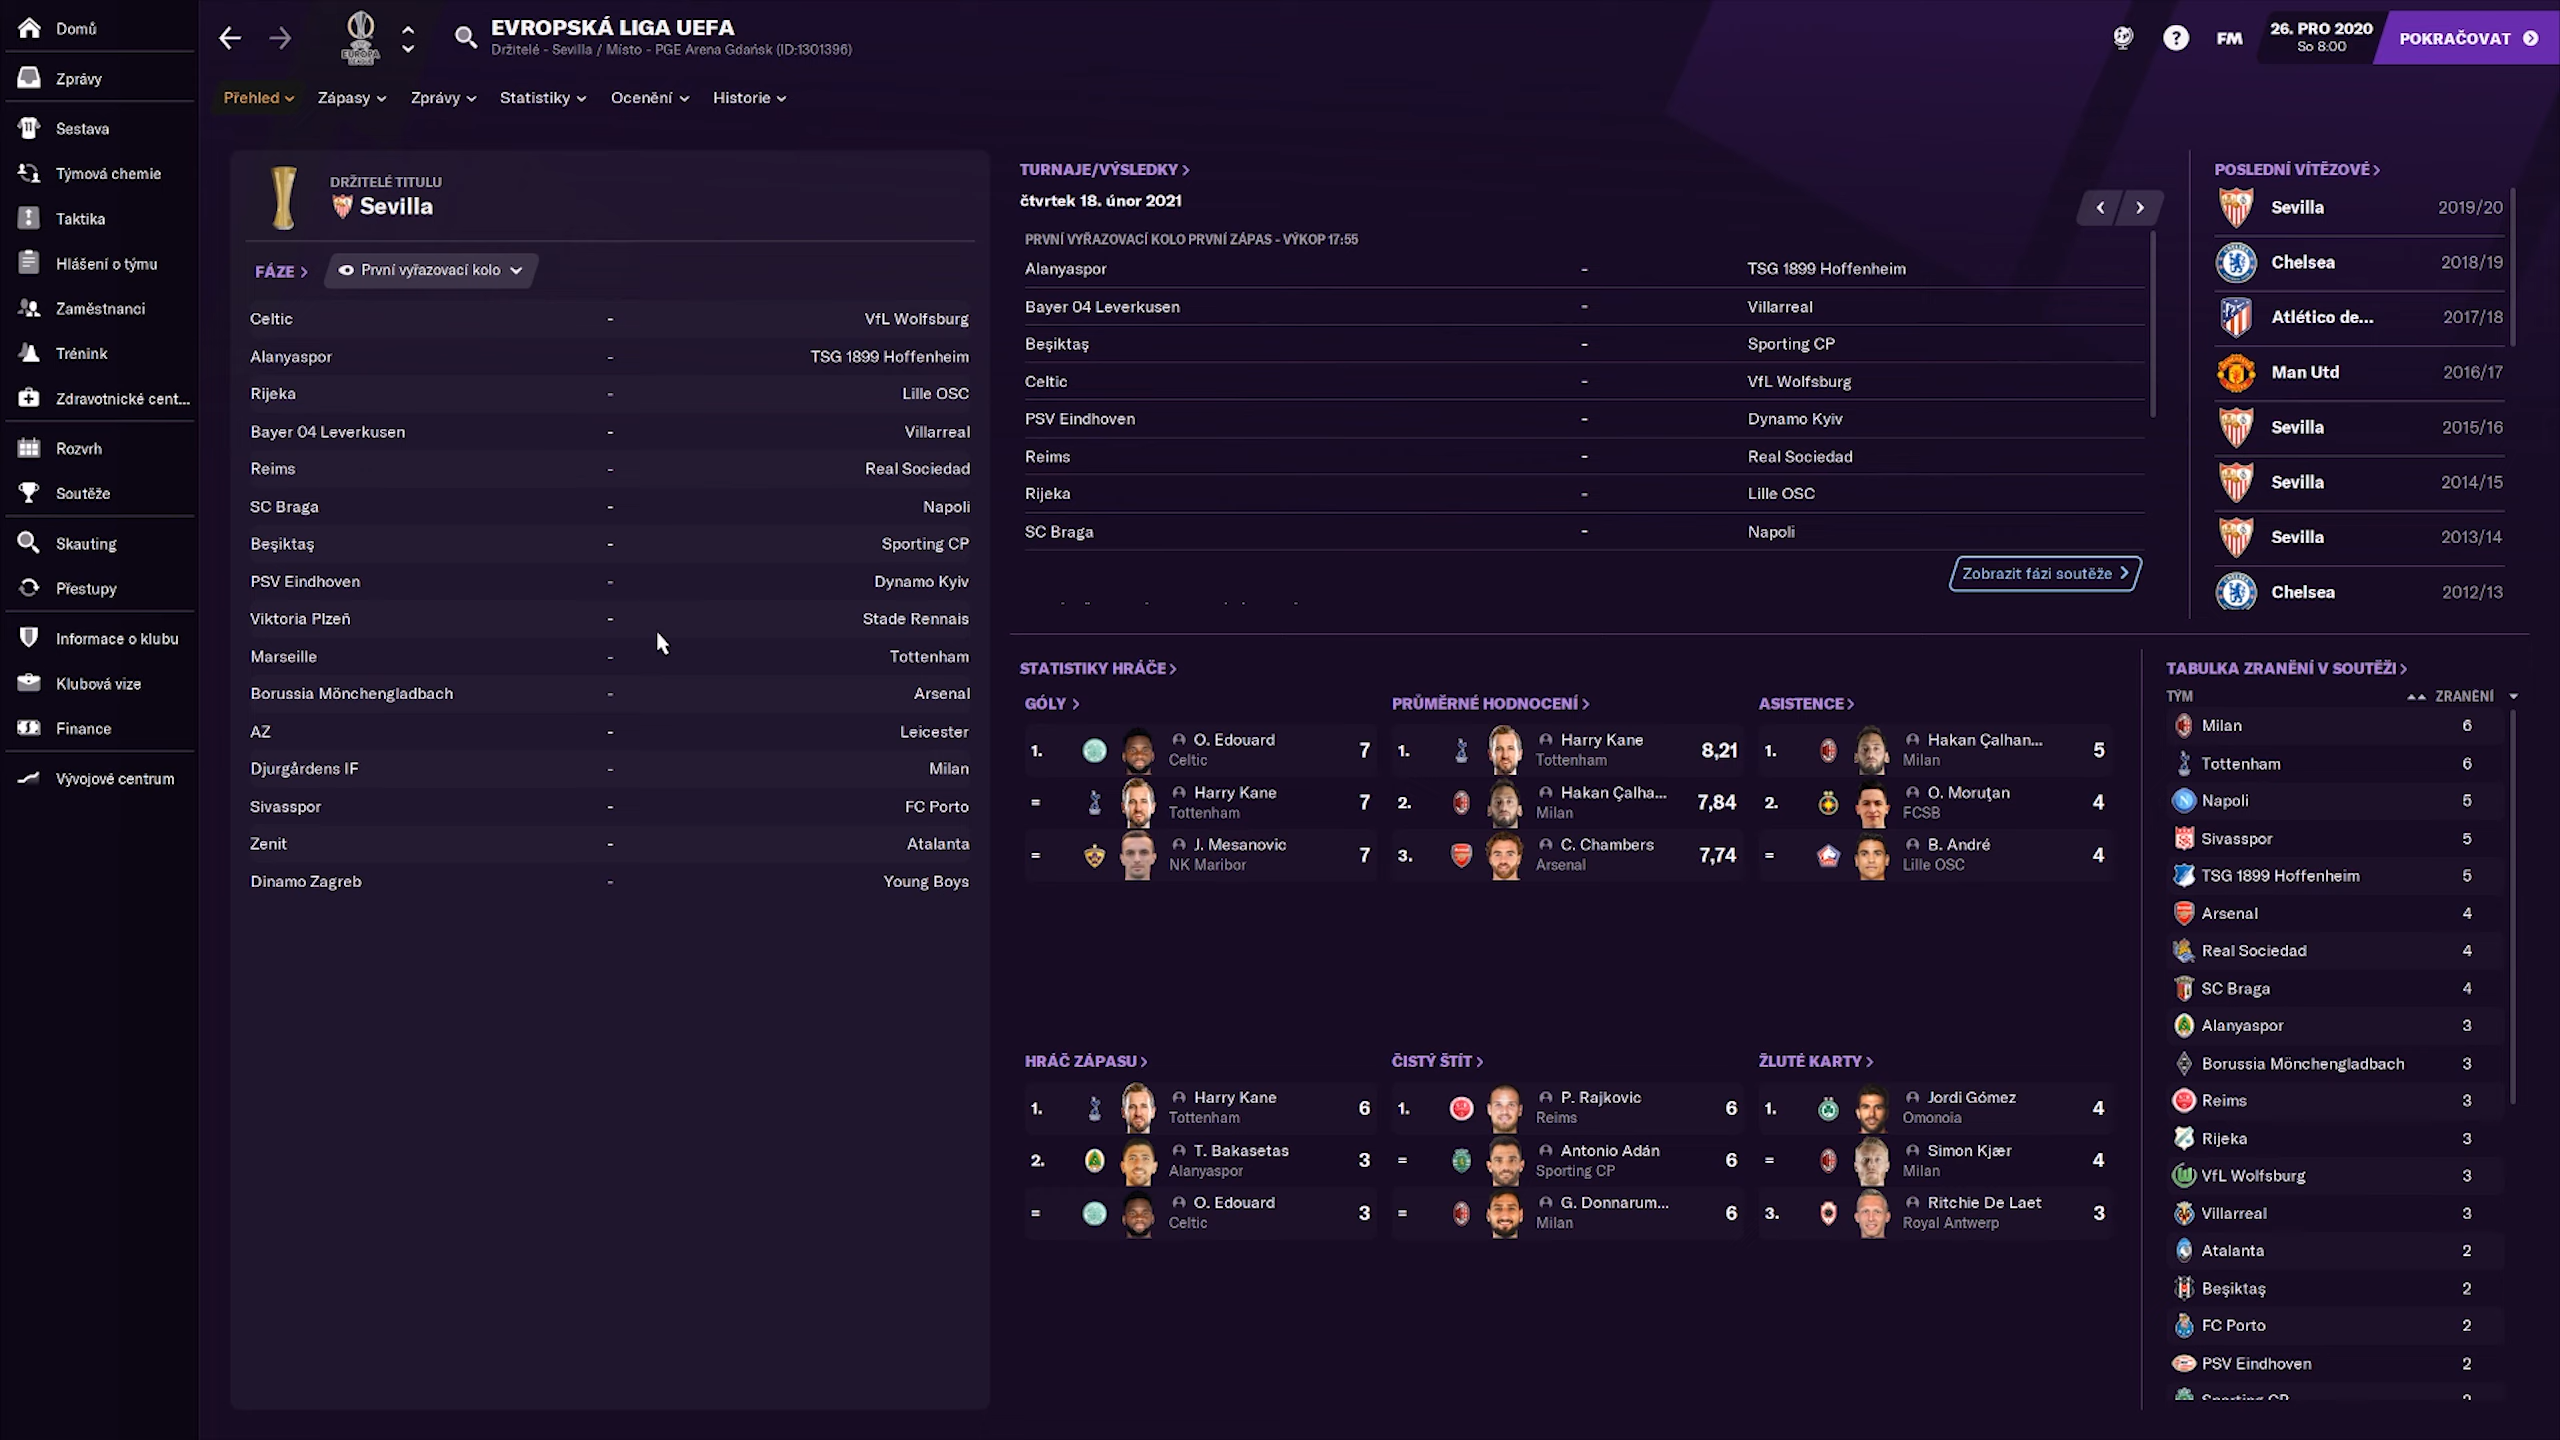 Domů
Zprávy
Sestava
Týmová chemie
Taktika
Hlášení o týmu
Zaměstnanci
Trénink
Zdravotnické cent...
Rozvrh
Soutěže
Skauting
Přestupy
Informace o klubu
Klubová vize
Finance
Vývojové centrum
EVROPSKÁ LIGA UEFA
Držitelé - Sevilla / Místo - PGE Arena Gdańsk (ID:1301396)
FM
26. PRO 2020
So 8:00
POKRAČOVAT
Přehled Zápasy Zprávy Statistiky Ocenění Historie
DRŽITELÉ TITULU
Sevilla
FÁZE > První vyřazovací kolo
Celtic - VfL Wolfsburg
Alanyaspor - TSG 1899 Hoffenheim
Rijeka - Lille OSC
Bayer 04 Leverkusen - Villarreal
Reims - Real Sociedad
SC Braga - Napoli
Beşiktaş - Sporting CP
PSV Eindhoven - Dynamo Kyiv
Viktoria Plzeň - Stade Rennais
Marseille - Tottenham
Borussia Mönchengladbach - Arsenal
AZ - Leicester
Djurgårdens IF - Milan
Sivasspor - FC Porto
Zenit - Atalanta
Dinamo Zagreb - Young Boys
TURNAJE/VÝSLEDKY >
čtvrtek 18. únor 2021
PRVNÍ VYŘAZOVACÍ KOLO PRVNÍ ZÁPAS - VÝKOP 17:55
Alanyaspor - TSG 1899 Hoffenheim
Bayer 04 Leverkusen - Villarreal
Beşiktaş - Sporting CP
Celtic - VfL Wolfsburg
PSV Eindhoven - Dynamo Kyiv
Reims - Real Sociedad
Rijeka - Lille OSC
SC Braga - Napoli
Zobrazit fázi soutěže >
POSLEDNÍ VÍTĚZOVÉ >
Sevilla 2019/20
Chelsea 2018/19
Atlético de... 2017/18
Man Utd 2016/17
Sevilla 2015/16
Sevilla 2014/15
Sevilla 2013/14
Chelsea 2012/13
STATISTIKY HRÁČE >
GÓLY >
1. O. Edouard 7
Celtic
= Harry Kane 7
Tottenham
= J. Mesanovic 7
NK Maribor
PRŮMĚRNÉ HODNOCENÍ >
1. Harry Kane 8,21
Tottenham
2. Hakan Çalha... 7,84
Milan
3. C. Chambers 7,74
Arsenal
ASISTENCE >
1. Hakan Çalhan... 5
Milan
2. O. Moruţan 4
FCSB
= B. André 4
Lille OSC
HRÁČ ZÁPASU >
1. Harry Kane 6
Tottenham
2. T. Bakasetas 3
Alanyaspor
= O. Edouard 3
Celtic
ČISTÝ ŠTÍT >
1. P. Rajkovic 6
Reims
= Antonio Adán 6
Sporting CP
= G. Donnarum... 6
Milan
ŽLUTÉ KARTY >
1. Jordi Gómez 4
Omonoia
= Simon Kjær 4
Milan
3. Ritchie De Laet 3
Royal Antwerp
TABULKA ZRANĚNÍ V SOUTĚŽI >
TÝM ZRANĚNÍ
Milan 6
Tottenham 6
Napoli 5
Sivasspor 5
TSG 1899 Hoffenheim 5
Arsenal 4
Real Sociedad 4
SC Braga 4
Alanyaspor 3
Borussia Mönchengladbach 3
Reims 3
Rijeka 3
VfL Wolfsburg 3
Villarreal 3
Atalanta 2
Beşiktaş 2
FC Porto 2
PSV Eindhoven 2